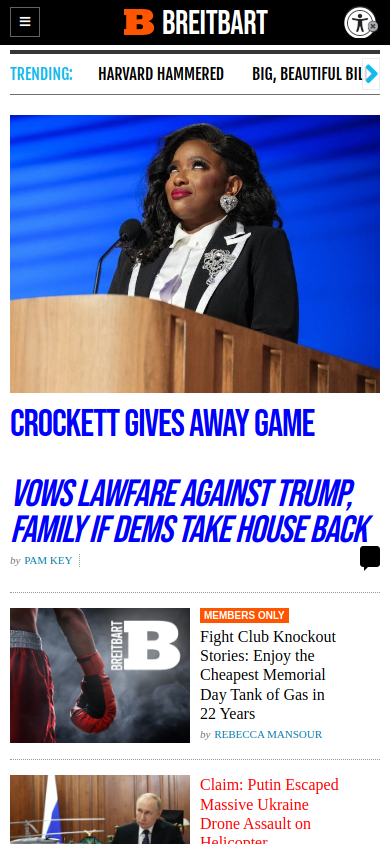 B BREITBART
TRENDING: HARVARD HAMMERED BIG, BEAUTIFUL BIL
CROCKETT GIVES AWAY GAME
VOWS LAWFARE AGAINST TRUMP,
FAMILY IF DEMS TAKE HOUSE BACK
by PAM KEY
BREITBART B
MEMBERS ONLY
Fight Club Knockout
Stories: Enjoy the
Cheapest Memorial
Day Tank of Gas in
22 Years
by REBECCA MANSOUR
Claim: Putin Escaped
Massive Ukraine
Drone Assault on
Helicopter